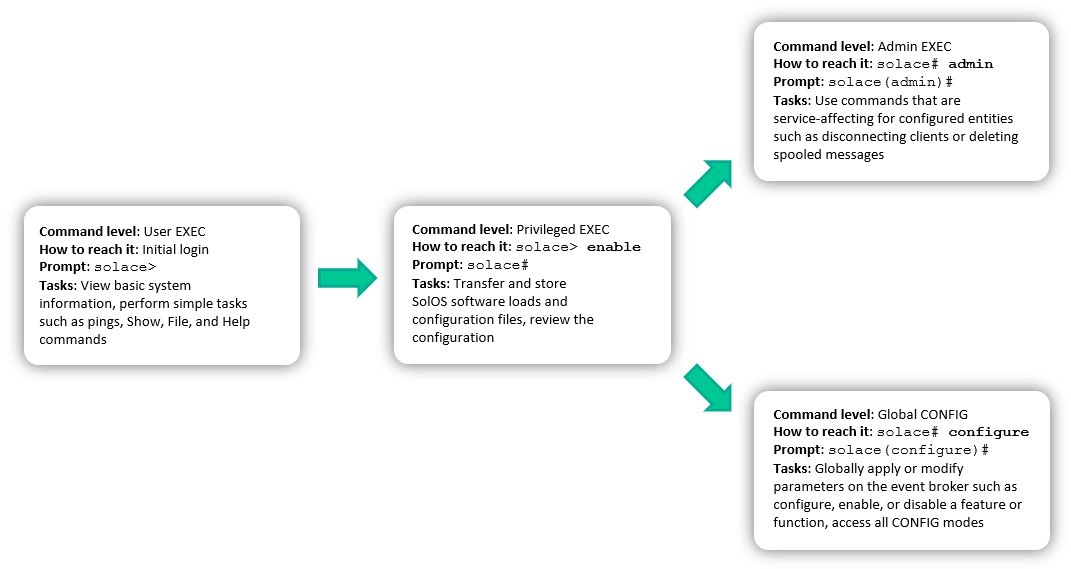 Command level: User EXEC
How to reach it: Initial login
Prompt: solace>
Tasks: View basic system
information, perform simple tasks
such as pings, Show, File, and Help
commands
Command level: Privileged EXEC
How to reach it: solace> enable
Prompt: solace#
Tasks: Transfer and store
SolOS software loads and
configuration files, review the
configuration
Command level: Admin EXEC
How to reach it: solace# admin
Prompt: solace(admin)#
Tasks: Use commands that are
service-affecting for configured entities
such as disconnecting clients or deleting
spooled messages
Command level: Global CONFIG
How to reach it: solace# configure
Prompt: solace(configure)#
Tasks: Globally apply or modify
parameters on the event broker such as
configure, enable, or disable a feature or
function, access all CONFIG modes